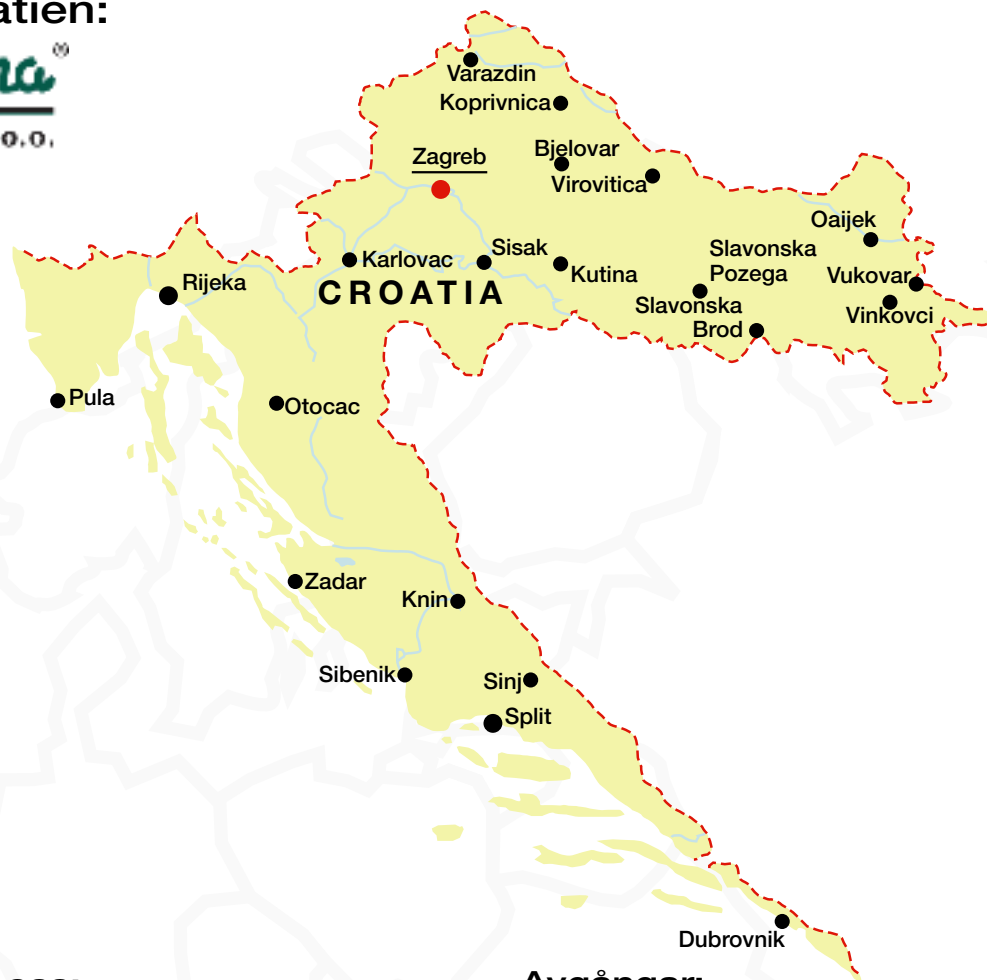 atien:
na®
o.o.
Varazdin
Koprivnica
Bjelovar
Zagreb
Virovitica
Oaijek
Sisak
Slavonska
Pozega
Karlovac
Kutina
Vukovar
Rijeka
CROATIA
Slavonska
Brod
Vinkovci
Pula
Otocac
Zadar
Knin
Sibenik
Sinj
Split
Dubrovnik
Avgångar: